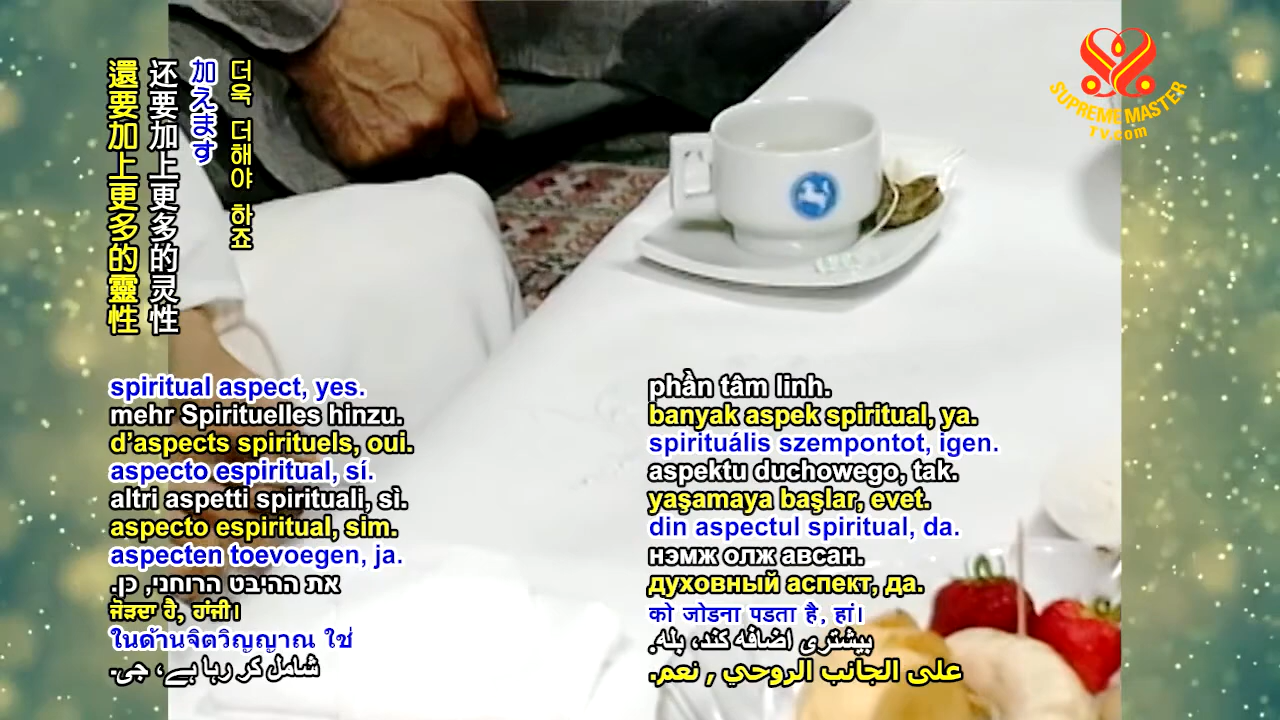 還要加上更多的靈性
还要加上更多的灵性
加えます
더욱 더해야 하죠
SUPREME MASTER
TV.com
spiritual aspect, yes.
mehr Spirituelles hinzu.
d’aspects spirituels, oui.
aspecto espiritual, sí.
altri aspetti spirituali, sì.
aspecto espiritual, sim.
aspecten toevoegen, ja.
את ההיבט הרוחני, כן.
ਜੋੜਦਾ ਹੈ, ਹਾਂਜੀ।
ในด้านจิตวิญญาณ ใช่
شامل کر رہا ہے، جی۔
phần tâm linh.
banyak aspek spiritual, ya.
spirituális szempontot, igen.
aspektu duchowego, tak.
yaşamaya başlar, evet.
din aspectul spiritual, da.
нэмж олж авсан.
духовный аспект, да.
को जोडना पडता है, हां।
بیشتری اضافه کند، بله.
على الجانب الروحي , نعم.